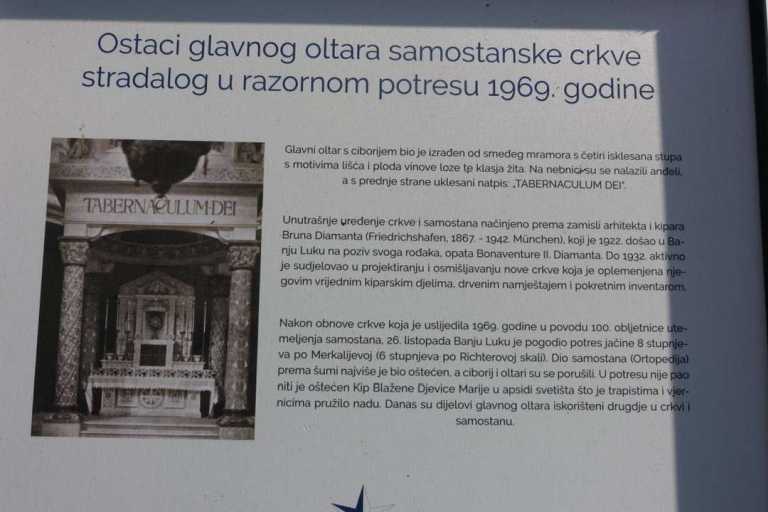 Ostaci glavnog oltara samostanske crkve
stradalog u razornom potresu 1969. godine
TABERNACULUM·DEI
Glavni oltar s ciborijem bio je izrađen od smeđeg mramora s četiri isklesana stupa
s motivima lišća i ploda vinove loze te klasja žita. Na nebnici su se nalazili anđeli,
a s prednje strane uklesani natpis: „TABERNACULUM DEI".
Unutrašnje uređenje crkve i samostana načinjeno prema zamisli arhitekta i kipara
Bruna Diamanta (Friedrichshafen, 1867. - 1942. München), koji je 1922. došao u Ba-
nju Luku na poziv svoga rođaka, opata Bonaventure II. Diamanta. Do 1932. aktivno
je sudjelovao u projektiranju i osmišljavanju nove crkve koja je oplemenjena nje-
govim vrijednim kiparskim djelima, drvenim namještajem i pokretnim inventarom.
Nakon obnove crkve koja je uslijedila 1969. godine u povodu 100. obljetnice ute-
meljenja samostana, 26. listopada Banju Luku je pogodio potres jačine 8 stupnje-
va po Merkalijevoj (6 stupnjeva po Richterovoj skali). Dio samostana (Ortopedija)
prema šumi najviše je bio oštećen, a ciborij i oltari su se porušili. U potresu nije pao
niti je oštećen Kip Blažene Djevice Marije u apsidi svetišta što je trapistima i vjer-
nicima pružilo nadu. Danas su dijelovi glavnog oltara iskorišteni drugdje u crkvi i
samostanu.